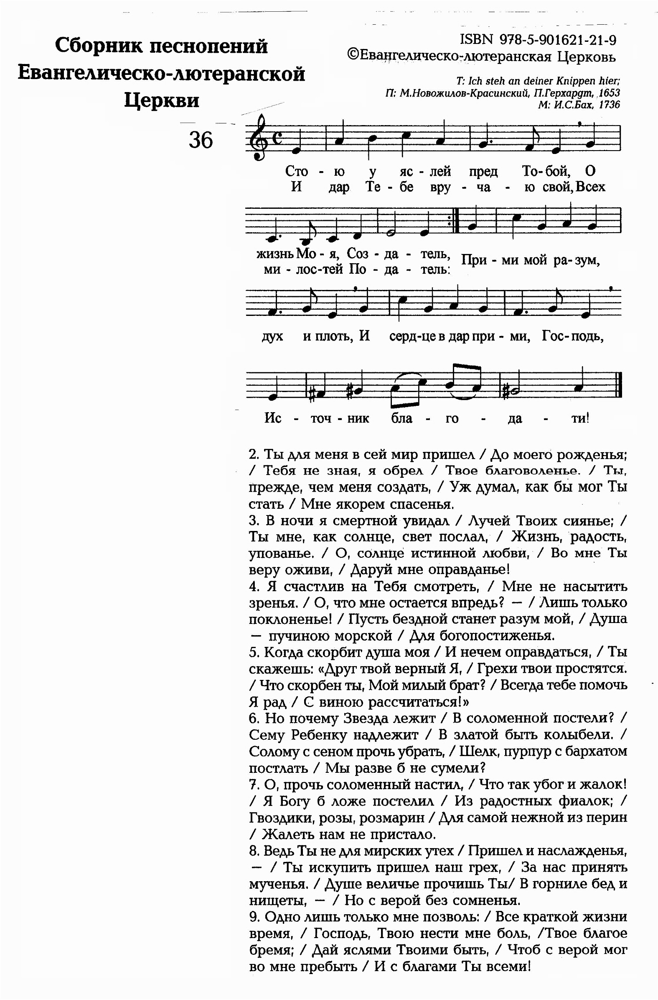 Сборник песнопений
Евангелическо-лютеранской
Церкви
ISBN 978-5-901621-21-9
©Евангелическо-лютеранская Церковь
Т: Ich steh an deiner Knippen hier;
П: М.Новожилов-Красинский, П.Герхардт, 1653
М: И.С.Бах, 1736
36
Сто - ю у яс - лей пред То-бой, О
И дар Те - бе вру - ча - ю свой, Всех
жизнь Мо - я, Соз - да - тель, При - ми мой ра-зум,
ми - лос-тей По - да - тель:
дух и плоть, И серд-це в дар при - ми, Гос-подь,
Ис - точ - ник бла - го - да - ти!
2. Ты для меня в сей мир пришел / До моего рожденья;
/ Тебя не зная, я обрел / Твое благоволенье. / Ты,
прежде, чем меня создать, / Уж думал, как бы мог Ты
стать / Мне якорем спасенья.
3. В ночи я смертной увидал / Лучей Твоих сиянье; /
Ты мне, как солнце, свет послал, / Жизнь, радость,
упованье. / О, солнце истинной любви, / Во мне Ты
веру оживи, / Даруй мне оправданье!
4. Я счастлив на Тебя смотреть, / Мне не насытить
зренья. / О, что мне остается впредь? — / Лишь только
поклоненье! / Пусть бездной станет разум мой, / Душа
— пучиною морской / Для богопостиженья.
5. Когда скорбит душа моя / И нечем оправдаться, / Ты
скажешь: «Друг твой верный Я, / Грехи твои простятся.
/ Что скорбен ты, Мой милый брат? / Всегда тебе помочь
Я рад / С виною рассчитаться!»
6. Но почему Звезда лежит / В соломенной постели? /
Сему Ребенку надлежит / В златой быть колыбели. /
Солому с сеном прочь убрать, / Шелк, пурпур с бархатом
постлать / Мы разве б не сумели?
7. О, прочь соломенный настил, / Что так убог и жалок!
/ Я Богу б ложе постелил / Из радостных фиалок; /
Гвоздики, розы, розмарин / Для самой нежной из перин
/ Жалеть нам не пристало.
8. Ведь Ты не для мирских утех / Пришел и наслажденья,
— / Ты искупить пришел наш грех, / За нас принять
мученья. / Душе величье прочишь Ты/ В горниле бед и
нищеты, — / Но с верой без сомненья.
9. Одно лишь только мне позволь: / Все краткой жизни
время, / Господь, Твою нести мне боль, /Твое благое
бремя; / Дай яслями Твоими быть, / Чтоб с верой мог
во мне пребыть / И с благами Ты всеми!